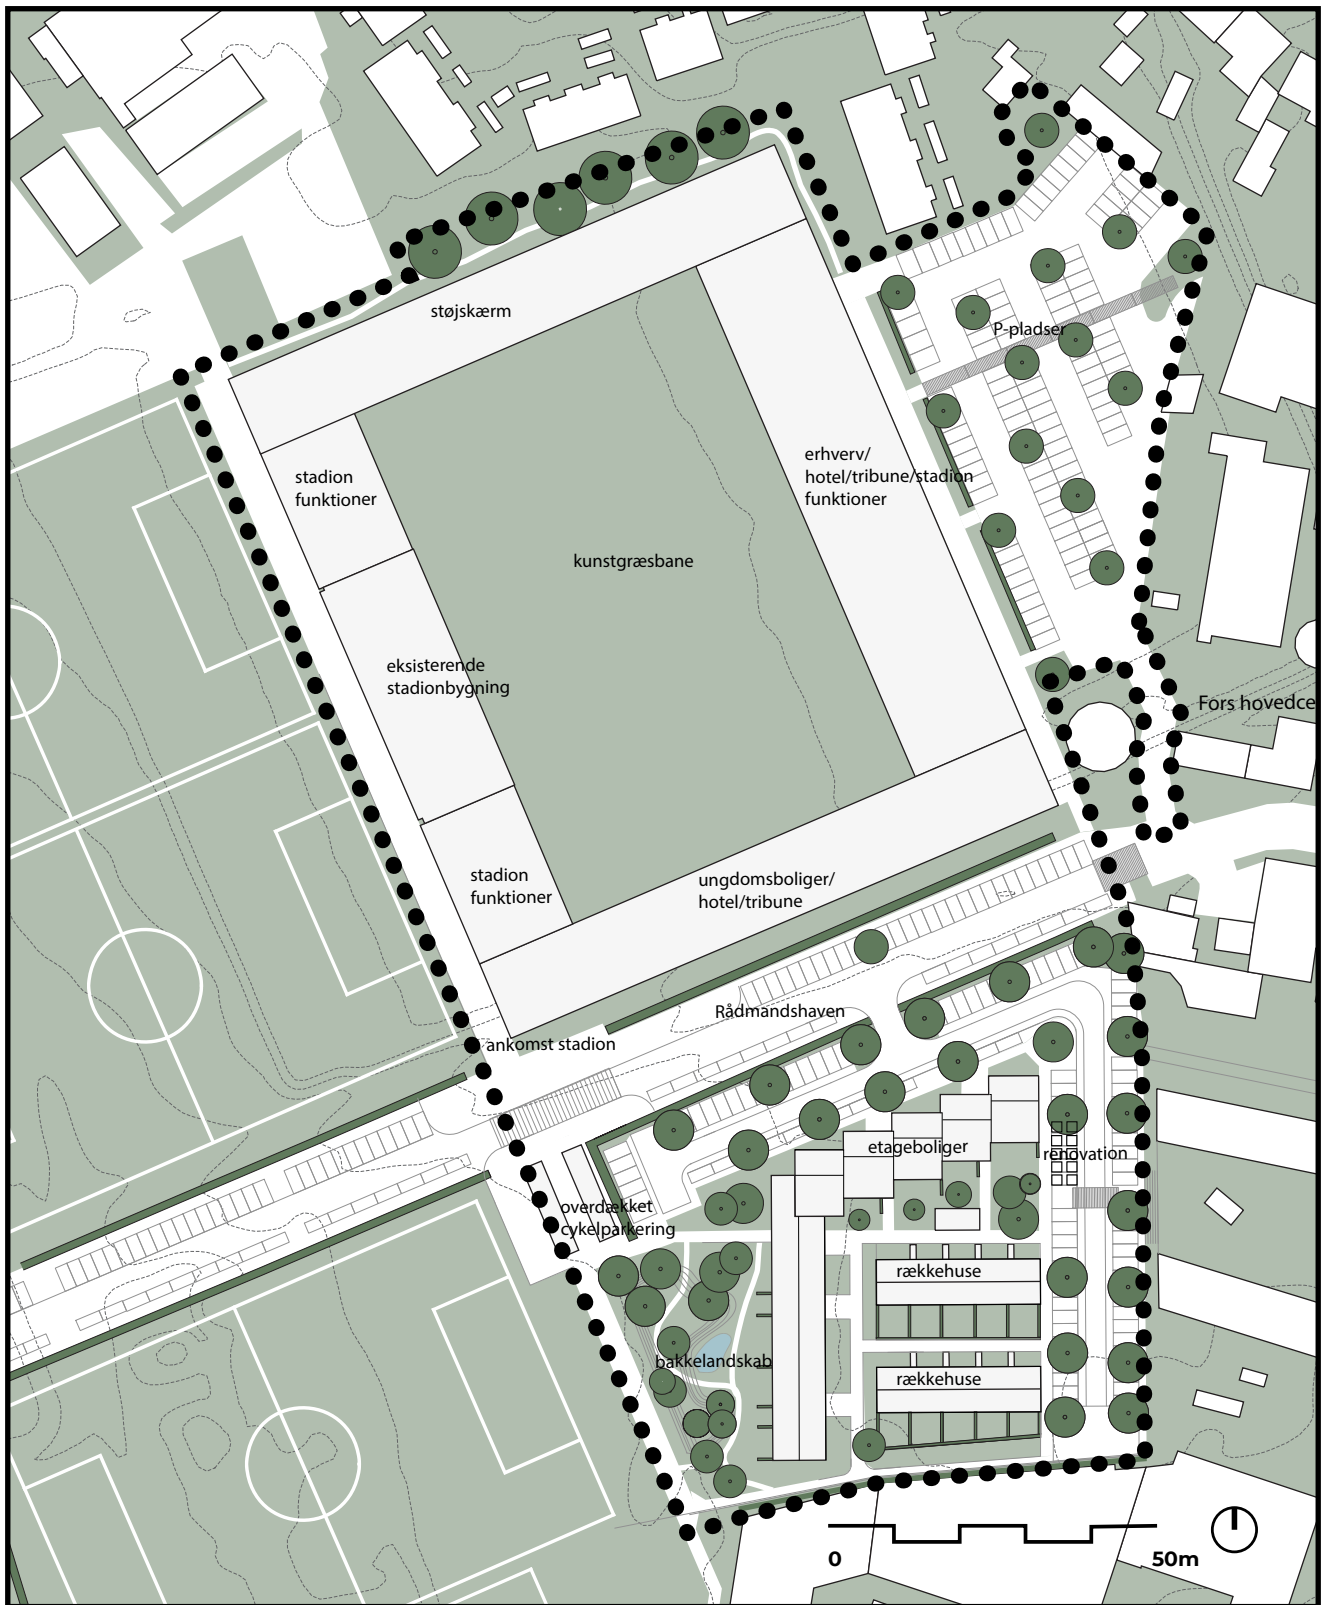 støjskærm
P-pladser
stadion
funktioner
erhverv/
hotel/tribune/stadion
funktioner
kunstgræsbane
eksisterende
stadionbygning
Fors hovedce
stadion
funktioner
ungdomsboliger/
hotel/tribune
Rådmandshaven
ankomst stadion
etageboliger
renovation
overdækket
cykelparkering
rækkehuse
bakkelandskab
rækkehuse
0 50m